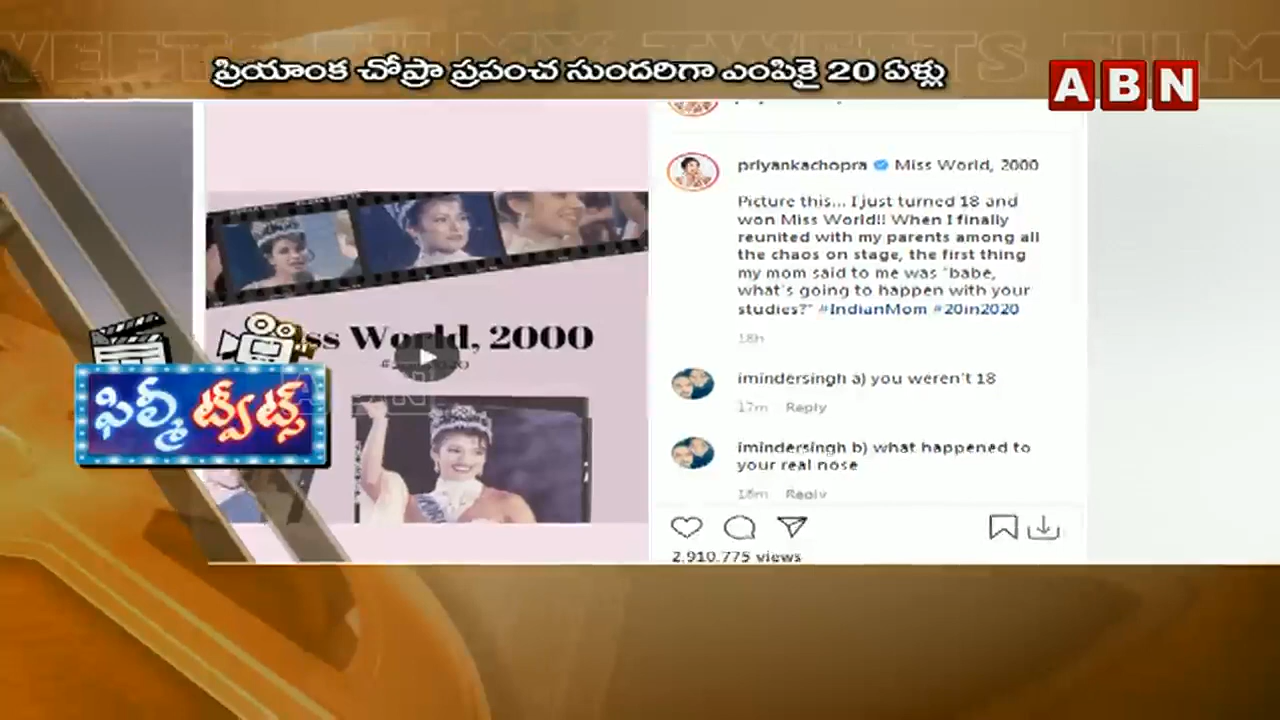 ప్రియాంక చోప్రా ప్రపంచ సుందరిగా ఎంపికై 20 ఏళ్లు
ABN
priyankachopra Miss World, 2000
Picture this... I just turned 18 and
won Miss World!! When I finally
reunited with my parents among all
the chaos on stage, the first thing
my mom said to me was "babe,
what's going to happen with your
studies?" #IndianMom #20in2020
18h
imindersingh a) you weren't 18
17m Reply
imindersingh b) what happened to
your real nose
16m Reply
2,910,775 views
ss World, 2000
ఫిల్మీ ట్వీట్స్